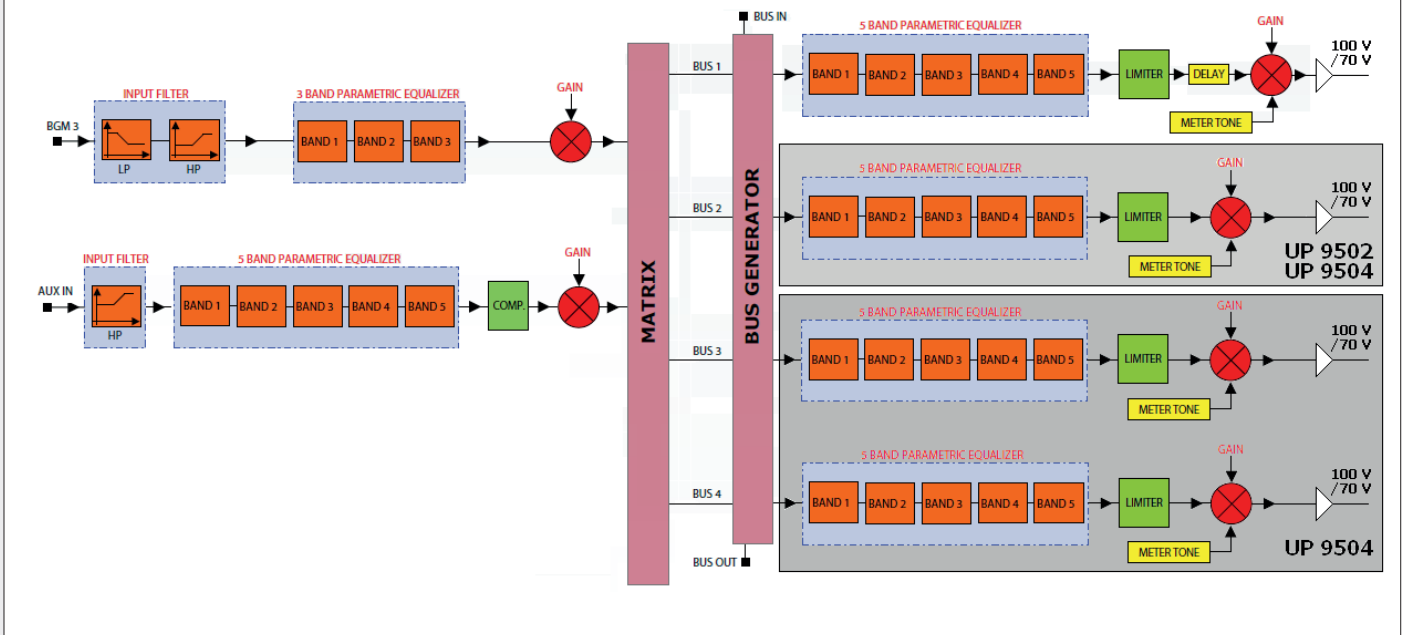 BUS IN
5 BAND PARAMETRIC EQUALIZER
GAIN
100 V
/70 V
BUS 1
BAND 1
BAND 2
BAND 3
BAND 4
BAND 5
LIMITER
DELAY
METER TONE
INPUT FILTER
3 BAND PARAMETRIC EQUALIZER
GAIN
BGM 3
LP
HP
BAND 1
BAND 2
BAND 3
5 BAND PARAMETRIC EQUALIZER
GAIN
100 V
/70 V
BUS 2
BAND 1
BAND 2
BAND 3
BAND 4
BAND 5
LIMITER
METER TONE
UP 9502
UP 9504
INPUT FILTER
5 BAND PARAMETRIC EQUALIZER
GAIN
AUX IN
HP
BAND 1
BAND 2
BAND 3
BAND 4
BAND 5
COMP.
MATRIX
BUS GENERATOR
5 BAND PARAMETRIC EQUALIZER
GAIN
100 V
/70 V
BUS 3
BAND 1
BAND 2
BAND 3
BAND 4
BAND 5
LIMITER
METER TONE
5 BAND PARAMETRIC EQUALIZER
GAIN
100 V
/70 V
BUS 4
BAND 1
BAND 2
BAND 3
BAND 4
BAND 5
LIMITER
METER TONE
UP 9504
BUS OUT